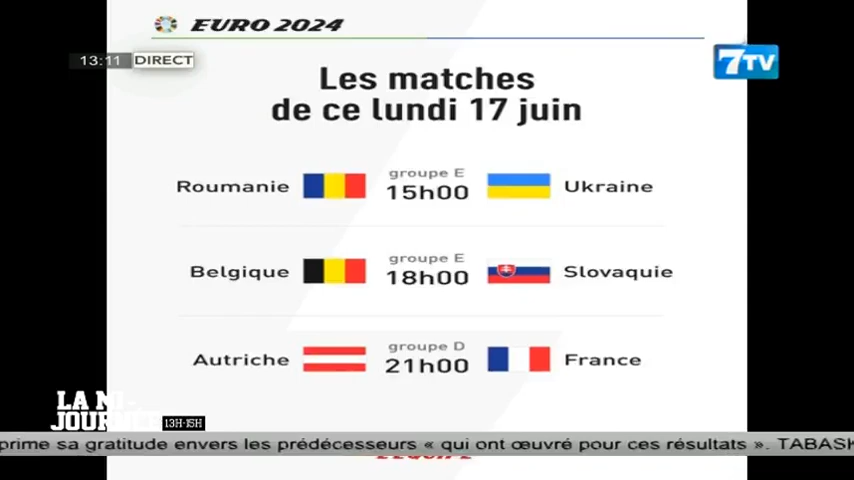 EURO 2024
13:11 DIRECT
7TV
Les matches
de ce lundi 17 juin
groupe E
Roumanie 15h00 Ukraine
groupe E
Belgique 18h00 Slovaquie
groupe D
Autriche 21h00 France
LA MI-
JOURNÉE 13H-15H
prime sa gratitude envers les prédécesseurs « qui ont œuvré pour ces résultats ». TABASK